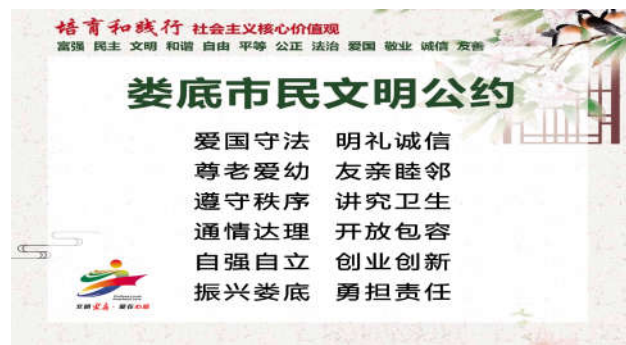 培育和践行 社会主义核心价值观
富强 民主 文明 和谐 自由 平等 公正 法治 爱国 敬业 诚信 友善
娄底市民文明公约
爱国守法 明礼诚信
尊老爱幼 友亲睦邻
遵守秩序 讲究卫生
通情达理 开放包容
自强自立 创业创新
振兴娄底 勇担责任